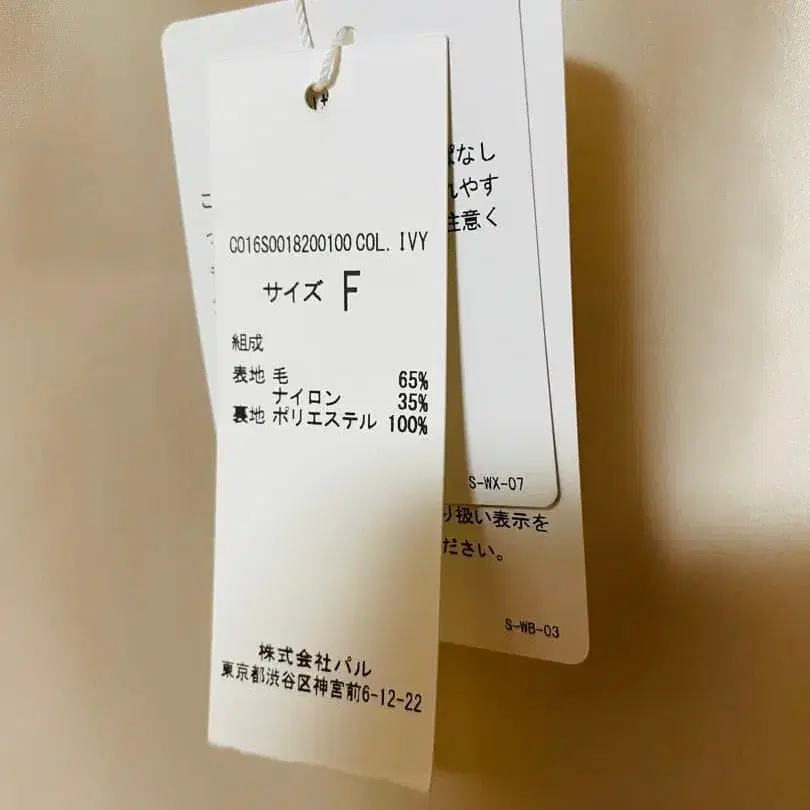 C016S0018200100 COL. IVY
サイズ F
組成
表地 毛 65%
ナイロン 35%
裏地 ポリエステル 100%
株式会社パル
東京都渋谷区神宮前6-12-22
なし
やす
注意く
S-WX-07
り扱い表示を
ださい。
S-WB-03